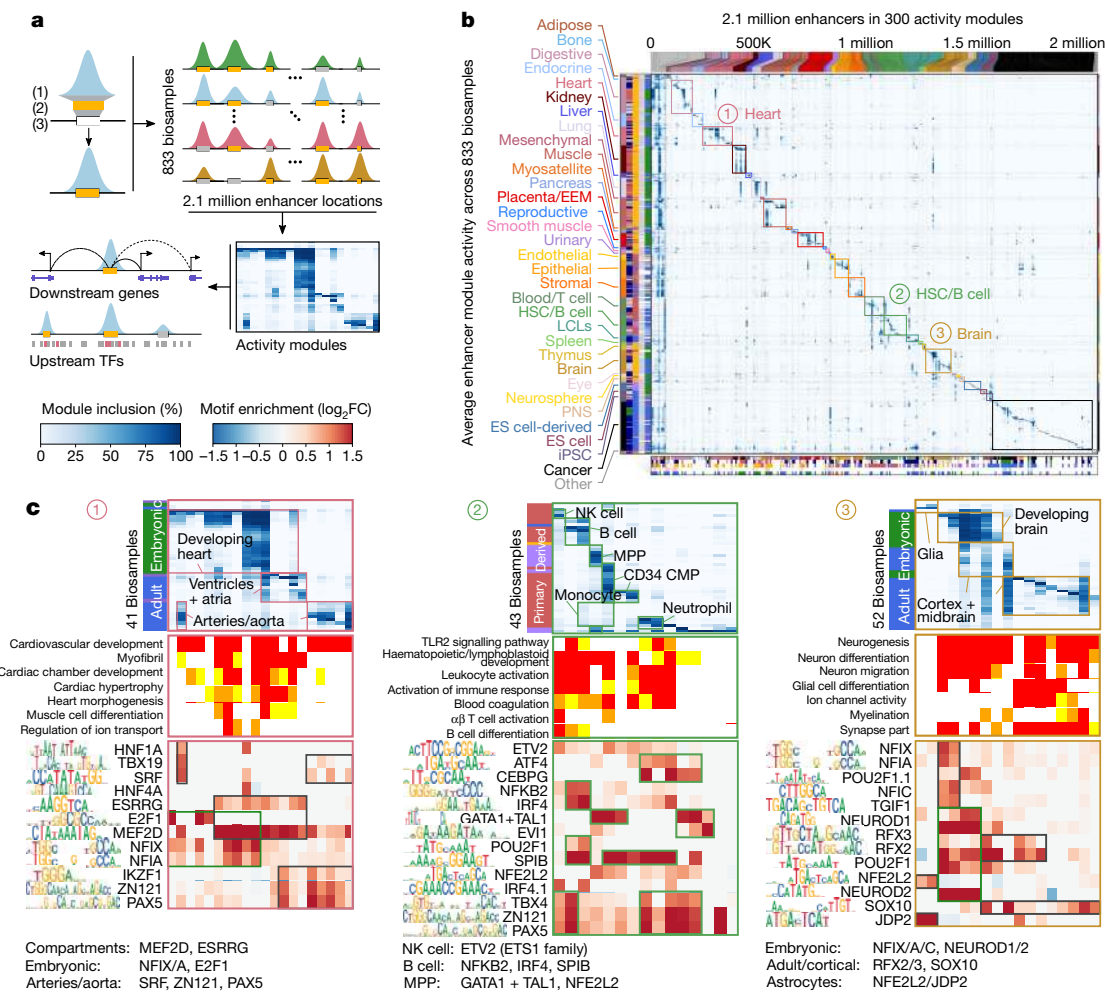 a
(1)
(2)
(3)
833 biosamples
2.1 million enhancer locations
Downstream genes
Upstream TFs
Activity modules
Module inclusion (%)
0 25 50 75 100
Motif enrichment (log2FC)
−1.5 −1.0 −0.5 0 0.5 1.0 1.5
b
2.1 million enhancers in 300 activity modules
0 500K 1 million 1.5 million 2 million
Average enhancer module activity across 833 biosamples
Adipose
Bone
Digestive
Endocrine
Heart
Kidney
Liver
Lung
Mesenchymal
Muscle
Myosatellite
Pancreas
Placenta/EEM
Reproductive
Smooth muscle
Urinary
Endothelial
Epithelial
Stromal
Blood/T cell
HSC/B cell
LCLs
Spleen
Thymus
Brain
Eye
Neurosphere
PNS
ES cell-derived
ES cell
iPSC
Cancer
Other
1 Heart
2 HSC/B cell
3 Brain
c
1
41 Biosamples
Embryonic
Adult
Developing
heart
Ventricles
+ atria
Arteries/aorta
Cardiovascular development
Myofibril
Cardiac chamber development
Cardiac hypertrophy
Heart morphogenesis
Muscle cell differentiation
Regulation of ion transport
HNF1A
TBX19
SRF
HNF4A
ESRRG
E2F1
MEF2D
NFIX
NFIA
IKZF1
ZN121
PAX5
Compartments: MEF2D, ESRRG
Embryonic: NFIX/A, E2F1
Arteries/aorta: SRF, ZN121, PAX5
2
43 Biosamples
Derived
Primary
NK cell
B cell
MPP
CD34 CMP
Monocyte
Neutrophil
TLR2 signalling pathway
Haematopoietic/lymphoblastoid
development
Leukocyte activation
Activation of immune response
Blood coagulation
αβ T cell activation
B cell differentiation
ETV2
ATF4
CEBPG
NFKB2
IRF4
GATA1+TAL1
EVI1
POU2F1
SPIB
NFE2L2
IRF4.1
TBX4
ZN121
PAX5
NK cell: ETV2 (ETS1 family)
B cell: NFKB2, IRF4, SPIB
MPP: GATA1 + TAL1, NFE2L2
3
52 Biosamples
Embryonic
Adult
Developing
brain
Glia
Cortex +
midbrain
Neurogenesis
Neuron differentiation
Neuron migration
Glial cell differentiation
Ion channel activity
Myelination
Synapse part
NFIX
NFIA
POU2F1.1
NFIC
TGIF1
NEUROD1
RFX3
RFX2
POU2F1
NFE2L2
NEUROD2
SOX10
JDP2
Embryonic: NFIX/A/C, NEUROD1/2
Adult/cortical: RFX2/3, SOX10
Astrocytes: NFE2L2/JDP2